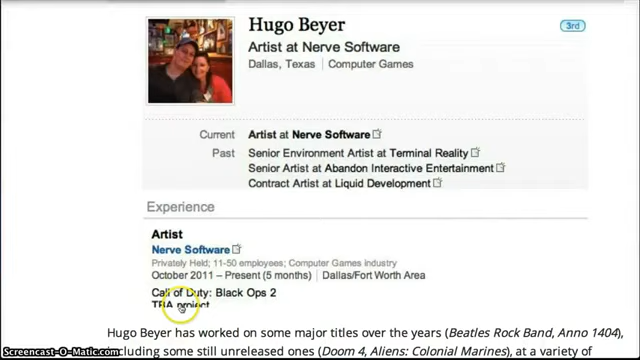 Hugo Beyer
3rd
Artist at Nerve Software
Dallas, Texas | Computer Games
Current Artist at Nerve Software
Past Senior Environment Artist at Terminal Reality
Senior Artist at Abandon Interactive Entertainment
Contract Artist at Liquid Development
Experience
Artist
Nerve Software
Privately Held; 11-50 employees; Computer Games industry
October 2011 – Present (5 months) | Dallas/Fort Worth Area
Call of Duty: Black Ops 2
TBA project
Hugo Beyer has worked on some major titles over the years (Beatles Rock Band, Anno 1404),
including some still unreleased ones (Doom 4, Aliens: Colonial Marines), at a variety of
Screencast-O-Matic.com